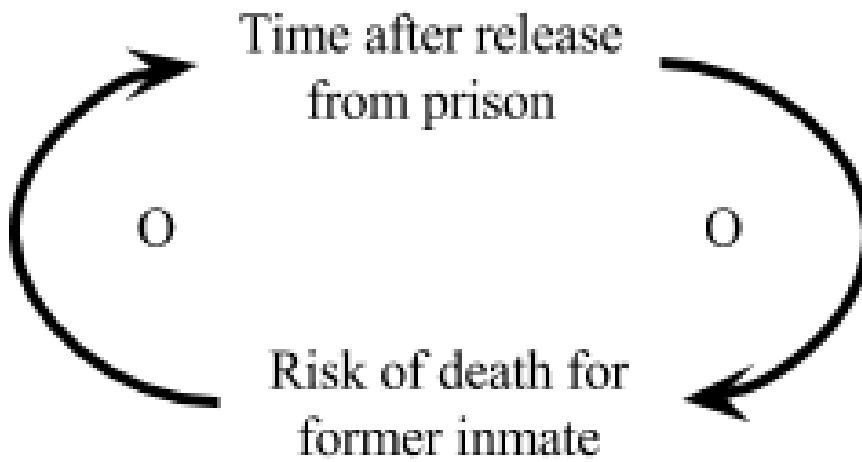 Time after release
from prison
O
O
Risk of death for
former inmate